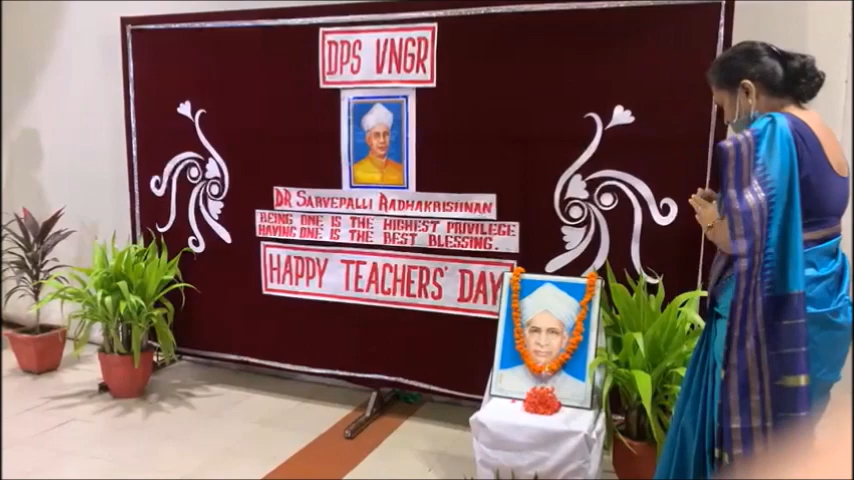 DPS VNGR
DR SARVEPALLI RADHAKRISHNAN
BEING ONE IS THE HIGHEST PRIVILEGE
HAVING ONE IS THE BEST BLESSING.
HAPPY TEACHERS' DAY